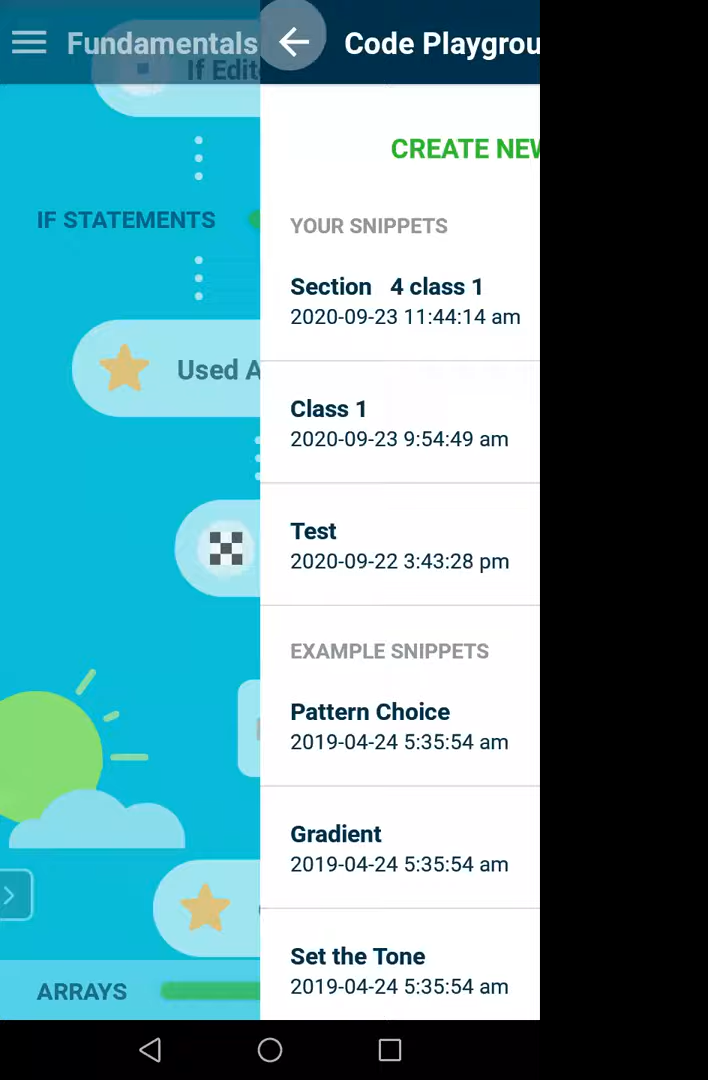 Fundamentals
If Edit
IF STATEMENTS
Used A
ARRAYS
Code Playgrou
CREATE NEW
YOUR SNIPPETS
Section 4 class 1
2020-09-23 11:44:14 am
Class 1
2020-09-23 9:54:49 am
Test
2020-09-22 3:43:28 pm
EXAMPLE SNIPPETS
Pattern Choice
2019-04-24 5:35:54 am
Gradient
2019-04-24 5:35:54 am
Set the Tone
2019-04-24 5:35:54 am